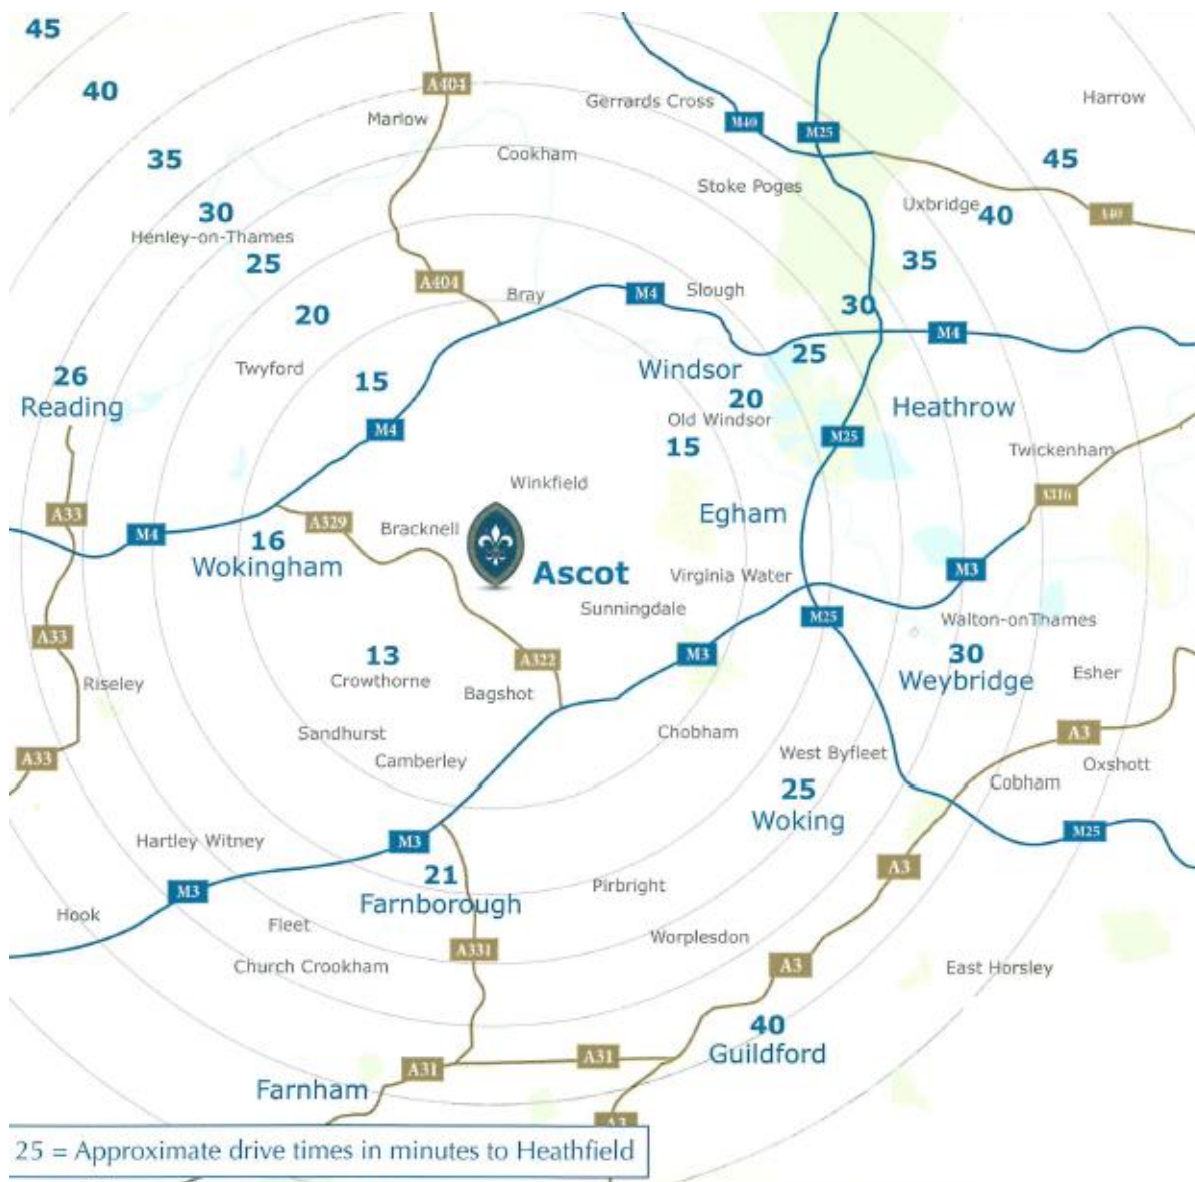 45
40
A404
Gerrards Cross
Harrow
Marlow
M40
M25
Cookham
35
45
Stoke Poges
30
Uxbridge
40
A40
Henley-on-Thames
25
35
A404
Bray
M4
Slough
20
30
M4
25
Twyford
Windsor
26
15
20
Reading
Heathrow
M4
Old Windsor
M25
15
Twickenham
Winkfield
A316
A33
A329
Bracknell
Egham
M4
16
Wokingham
Ascot
Virginia Water
M3
Sunningdale
M25
Walton-onThames
A33
13
A322
M3
30
Riseley
Crowthorne
Bagshot
Weybridge
Esher
Sandhurst
Chobham
A3
A33
Camberley
West Byfleet
Oxshott
25
Cobham
Woking
M25
Hartley Witney
M3
21
A3
M3
Farnborough
Pirbright
Hook
Fleet
A331
Worplesdon
Church Crookham
A3
East Horsley
40
Guildford
A31
A31
Farnham
A3
25 = Approximate drive times in minutes to Heathfield